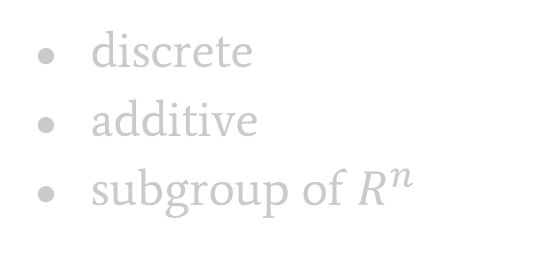 • discrete
• additive
• subgroup of Rⁿ